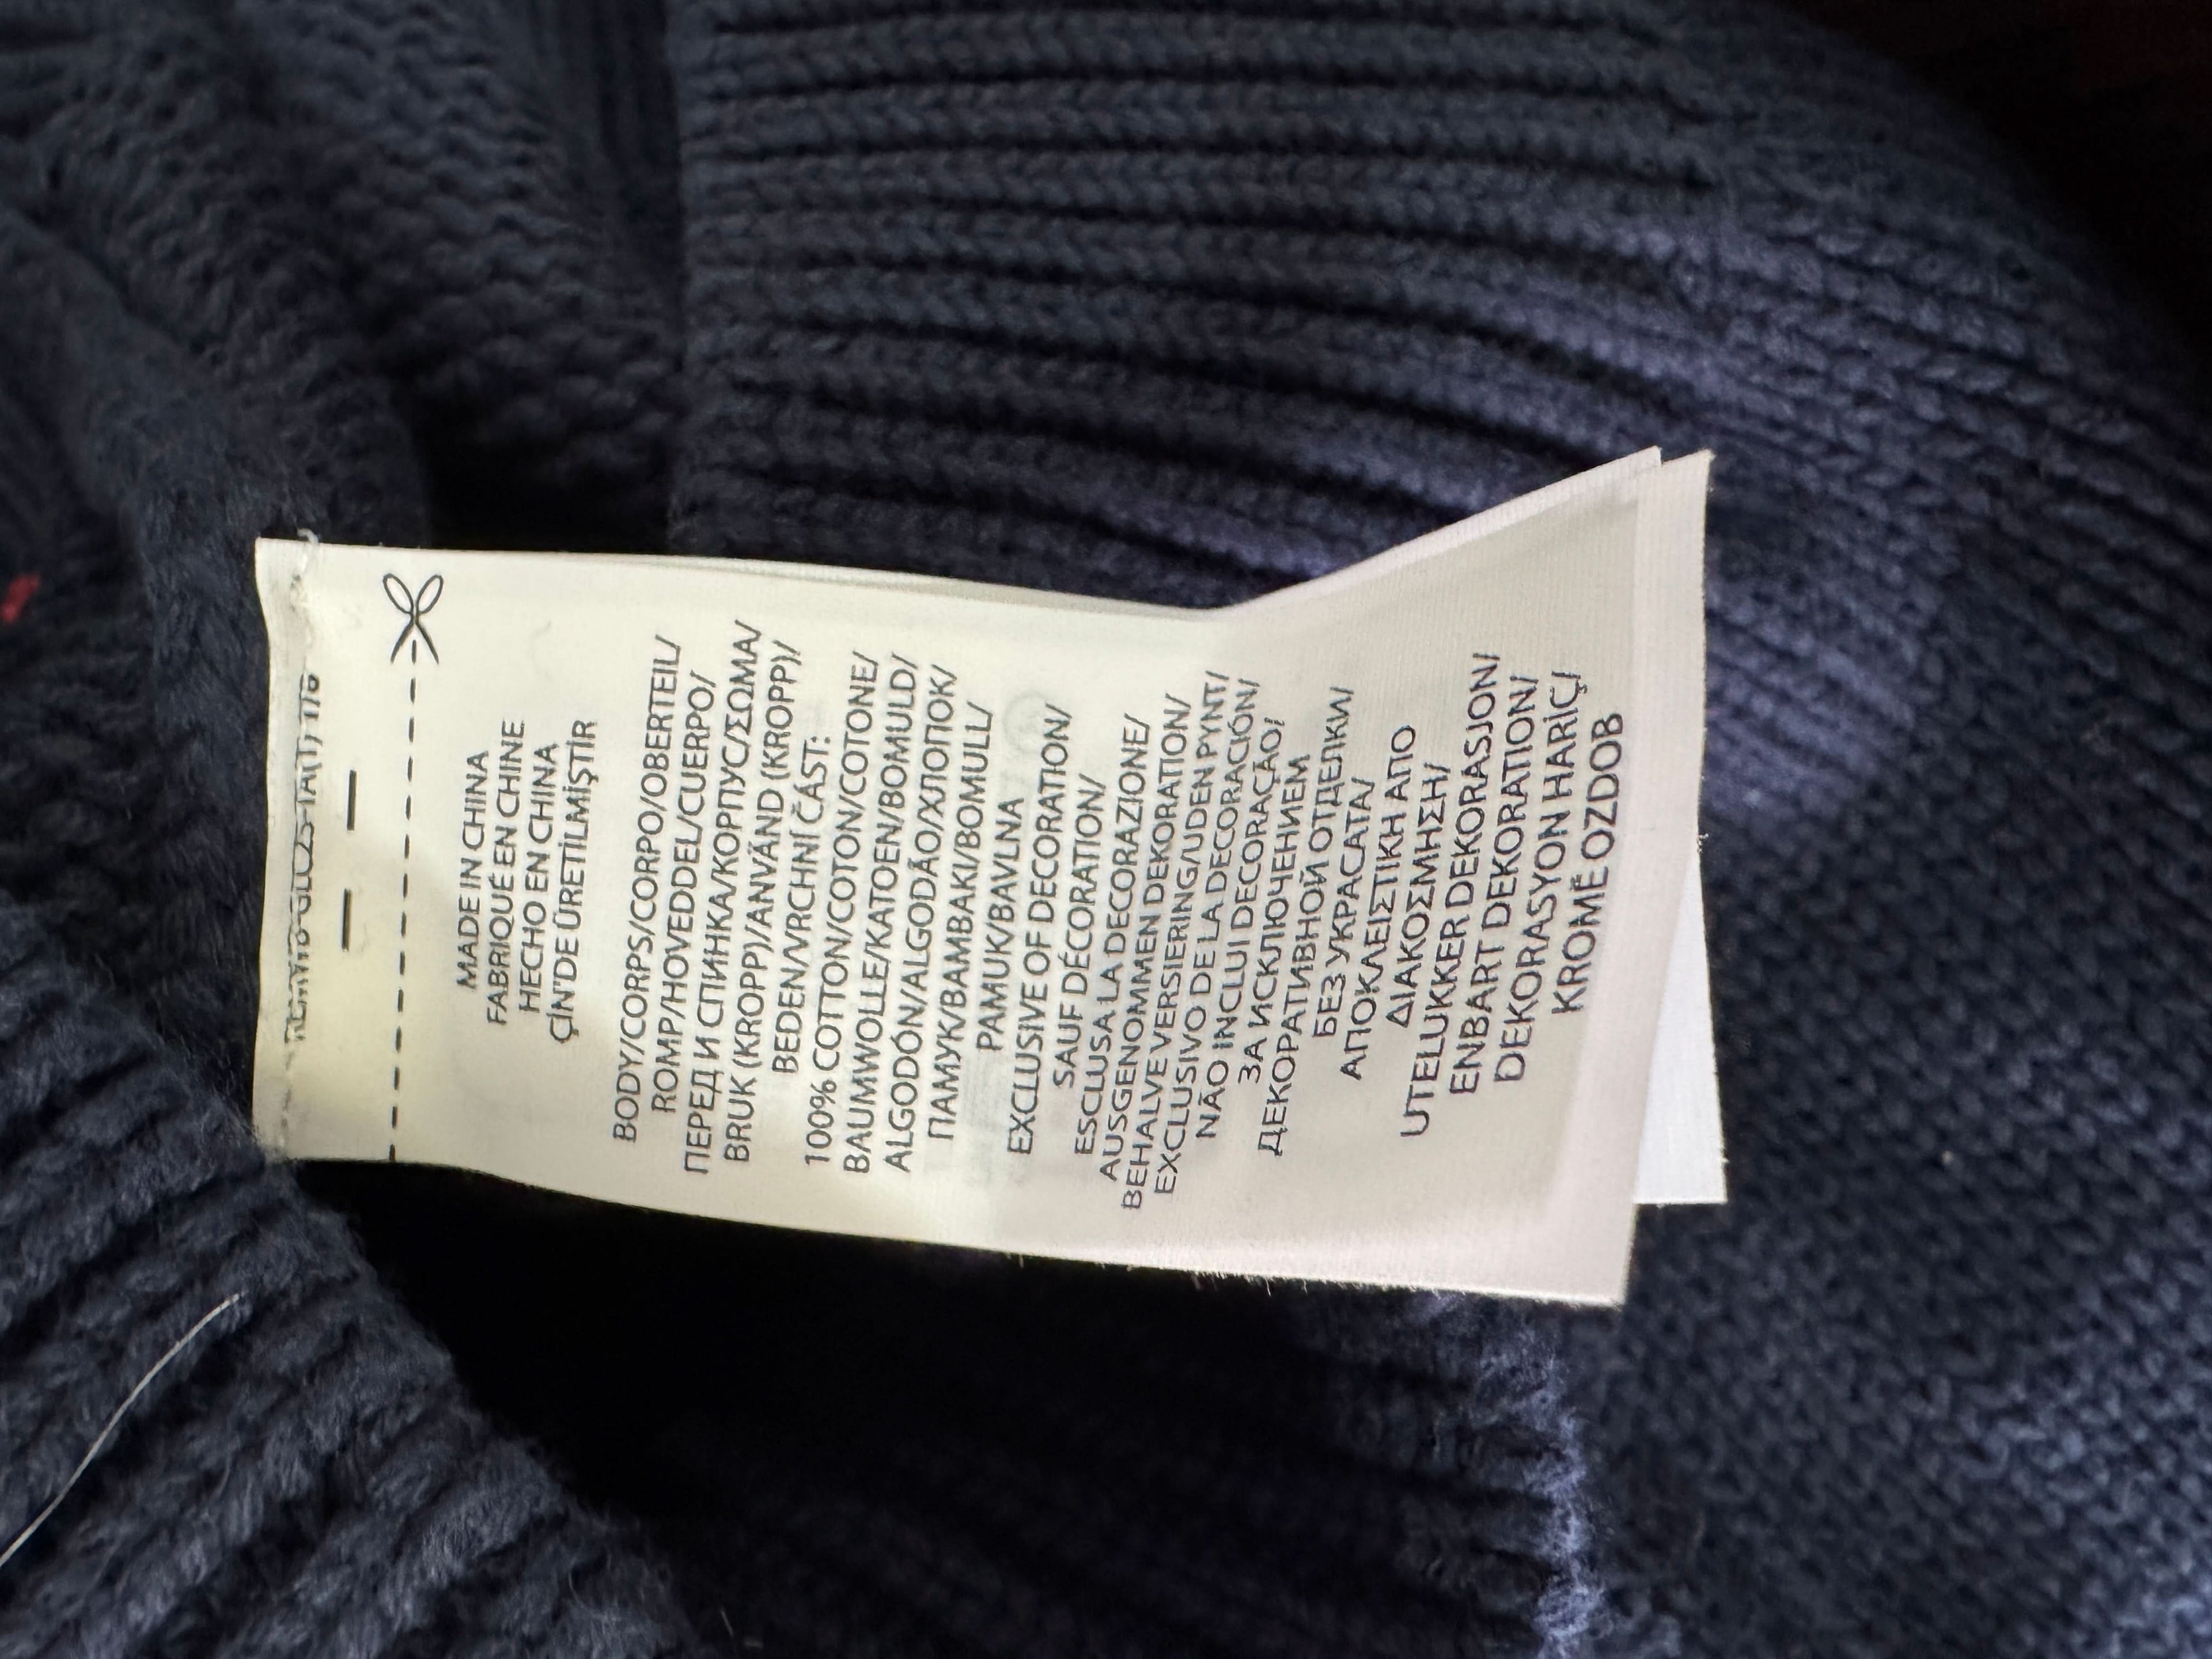 MADE IN CHINA
FABRIQUÉ EN CHINE
HECHO EN CHINA
ÇİN'DE ÜRETİLMİŞTİR
BODY/CORPS/CORPO/OBERTEIL/
ROMP/HOVEDDEL/CUERPO/
ПЕРЕД И СПИНКА/КОРПУС/ΣΩΜΑ/
BRUK (KROPP)/ANVÄND (KROPP)/
BEDEN/VRCHNÍ ČÁST:
100% COTTON/COTON/COTONE/
BAUMWOLLE/KATOEN/BOMULD/
ALGODÓN/ALGODÃO/ХЛОПОК/
ПАМУК/BAMBAKI/BOMULL/
PAMUK/BAVLNA
EXCLUSIVE OF DECORATION/
SAUF DÉCORATION/
ESCLUSA LA DECORAZIONE/
AUSGENOMMEN DEKORATION/
BEHALVE VERSIERING/UDEN PYNT/
EXCLUSIVO DE LA DECORACIÓN/
NÃO INCLUI DECORAÇÃO/
ЗА ИСКЛЮЧЕНИЕМ
ДЕКОРАТИВНОЙ ОТДЕЛКИ/
БЕЗ УКРАСАТА/
ΑΠΟΚΛΕΙΣΤΙΚΗ ΑΠΟ
ΔΙΑΚΟΣΜΗΣΗ/
UTELUKKER DEKORASJON/
ENBART DEKORATION/
DEKORASYON HARİÇ/
KROMĚ OZDOB